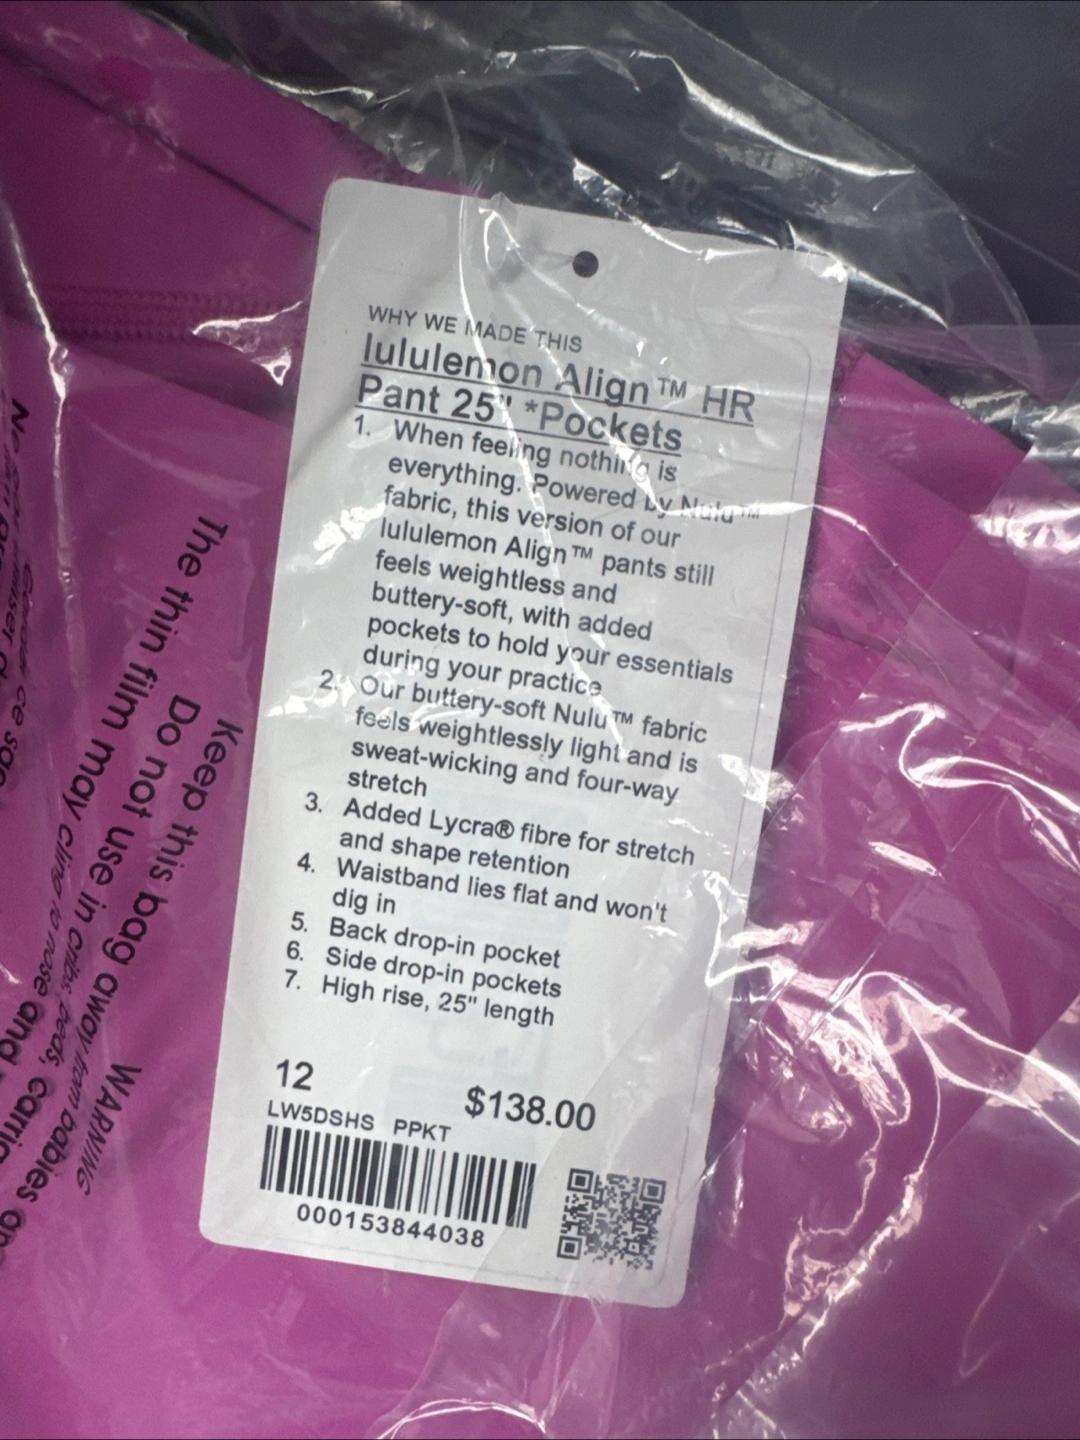 WHY WE MADE THIS
lululemon Align™ HR
Pant 25" *Pockets
1. When feeling nothing is
everything. Powered by Nulu™
fabric, this version of our
lululemon Align™ pants still
feels weightless and
buttery-soft, with added
pockets to hold your essentials
during your practice
2. Our buttery-soft Nulu™ fabric
feels weightlessly light and is
sweat-wicking and four-way
stretch
3. Added Lycra® fibre for stretch
and shape retention
4. Waistband lies flat and won't
dig in
5. Back drop-in pocket
6. Side drop-in pockets
7. High rise, 25" length
12
$138.00
LW5DSHS PPKT
000153844038
WARNING
Keep this bag away from babies
Do not use in cribs, beds, carriag
The thin film may cling to nose and